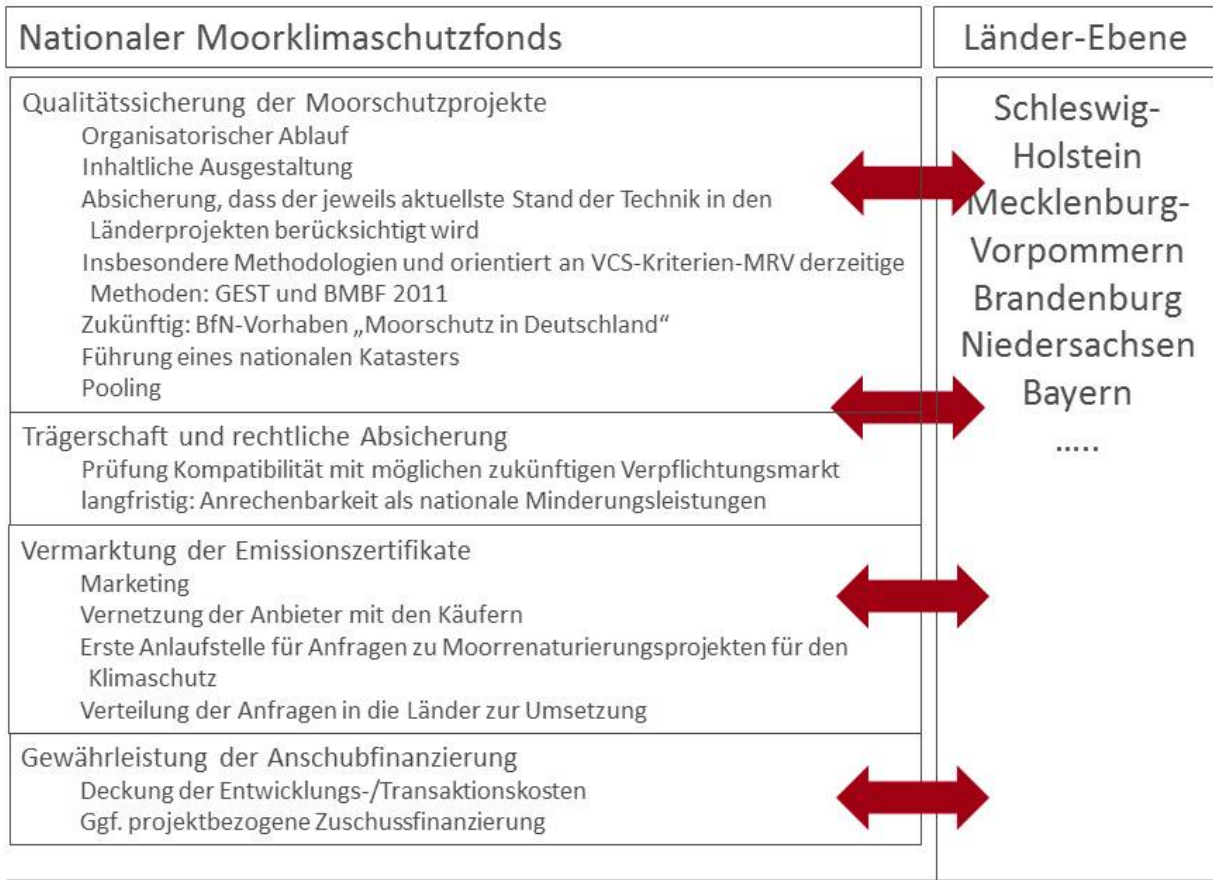 Nationaler Moorklimaschutzfonds
Qualitätssicherung der Moorschutzprojekte
Organisatorischer Ablauf
Inhaltliche Ausgestaltung
Absicherung, dass der jeweils aktuellste Stand der Technik in den
Länderprojekten berücksichtigt wird
Insbesondere Methodologien und orientiert an VCS-Kriterien-MRV derzeitige
Methoden: GEST und BMBF 2011
Zukünftig: BfN-Vorhaben „Moorschutz in Deutschland“
Führung eines nationalen Katasters
Pooling
Trägerschaft und rechtliche Absicherung
Prüfung Kompatibilität mit möglichen zukünftigen Verpflichtungsmarkt
langfristig: Anrechenbarkeit als nationale Minderungsleistungen
Vermarktung der Emissionszertifikate
Marketing
Vernetzung der Anbieter mit den Käufern
Erste Anlaufstelle für Anfragen zu Moorrenaturierungsprojekten für den
Klimaschutz
Verteilung der Anfragen in die Länder zur Umsetzung
Gewährleistung der Anschubfinanzierung
Deckung der Entwicklungs-/Transaktionskosten
Ggf. projektbezogene Zuschussfinanzierung
Länder-Ebene
Schleswig-
Holstein
Mecklenburg-
Vorpommern
Brandenburg
Niedersachsen
Bayern
.....